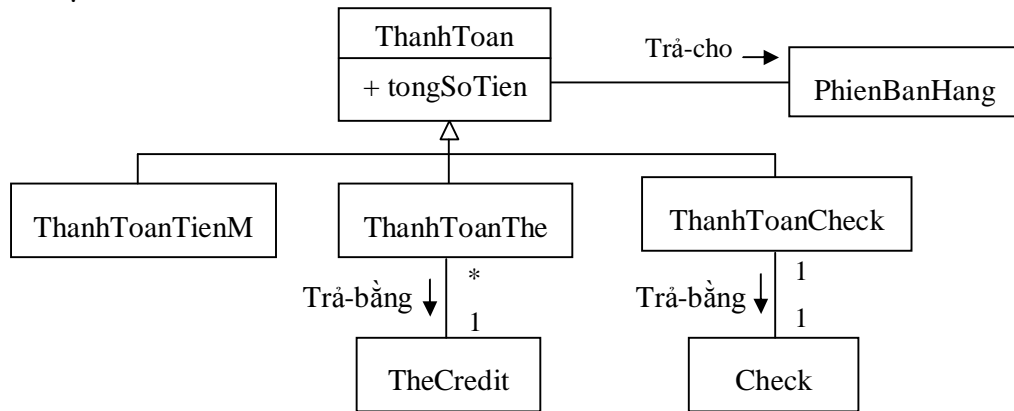 ThanhToan
Trả-cho
+ tongSoTien
PhienBanHang
ThanhToanTienM
ThanhToanThe
ThanhToanCheck
*
1
Trả-bằng
Trả-bằng
1
1
TheCredit
Check